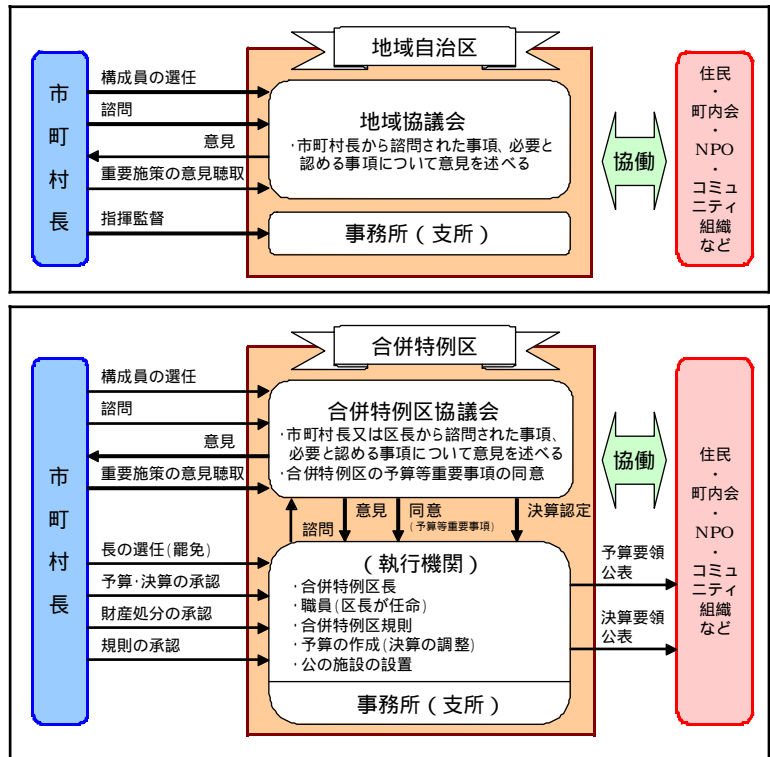 地域自治区
市町村長
構成員の選任
諮問
意見
重要施策の意見聴取
指揮監督
地域協議会
・市町村長から諮問された事項、必要と
認める事項について意見を述べる
事務所（支所）
協働
住民
・
町内会
・
NPO
・
コミュ
ニティ
組織
など
合併特例区
市町村長
構成員の選任
諮問
意見
重要施策の意見聴取
長の選任(罷免)
予算・決算の承認
財産処分の承認
規則の承認
合併特例区協議会
・市町村長又は区長から諮問された事項、
必要と認める事項について意見を述べる
・合併特例区の予算等重要事項の同意
諮問
意見
同意
(予算等重要事項)
決算認定
（執行機関）
・合併特例区長
・職員(区長が任命)
・合併特例区規則
・予算の作成(決算の調整)
・公の施設の設置
事務所（支所）
協働
予算要領
公表
決算要領
公表
住民
・
町内会
・
NPO
・
コミュ
ニティ
組織
など